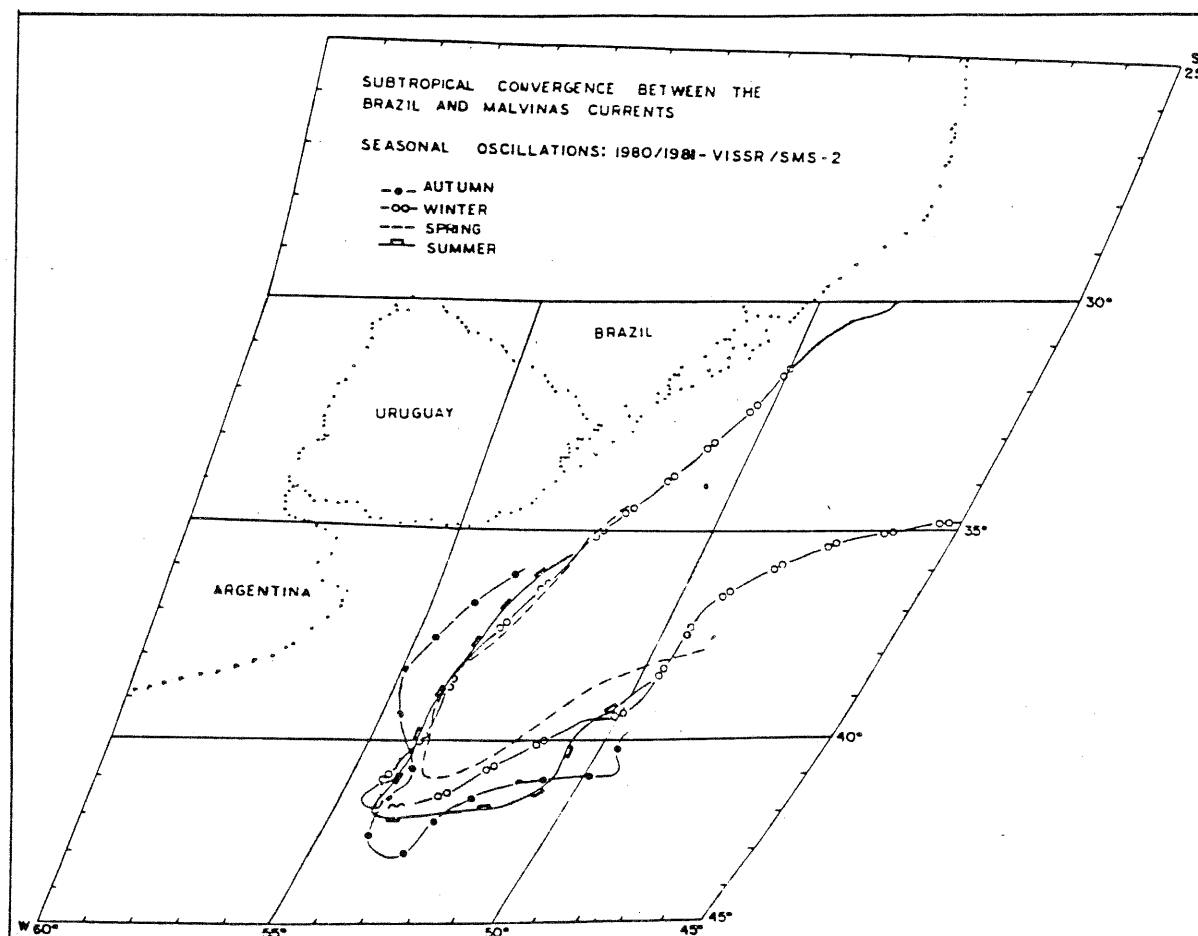 S
25
SUBTROPICAL CONVERGENCE BETWEEN THE
BRAZIL AND MALVINAS CURRENTS
SEASONAL OSCILLATIONS: 1980/1981-VISSR/SMS-2
AUTUMN
WINTER
SPRING
SUMMER
30°
BRAZIL
URUGUAY
35°
ARGENTINA
40°
W 60°
55°
50°
45°
45°